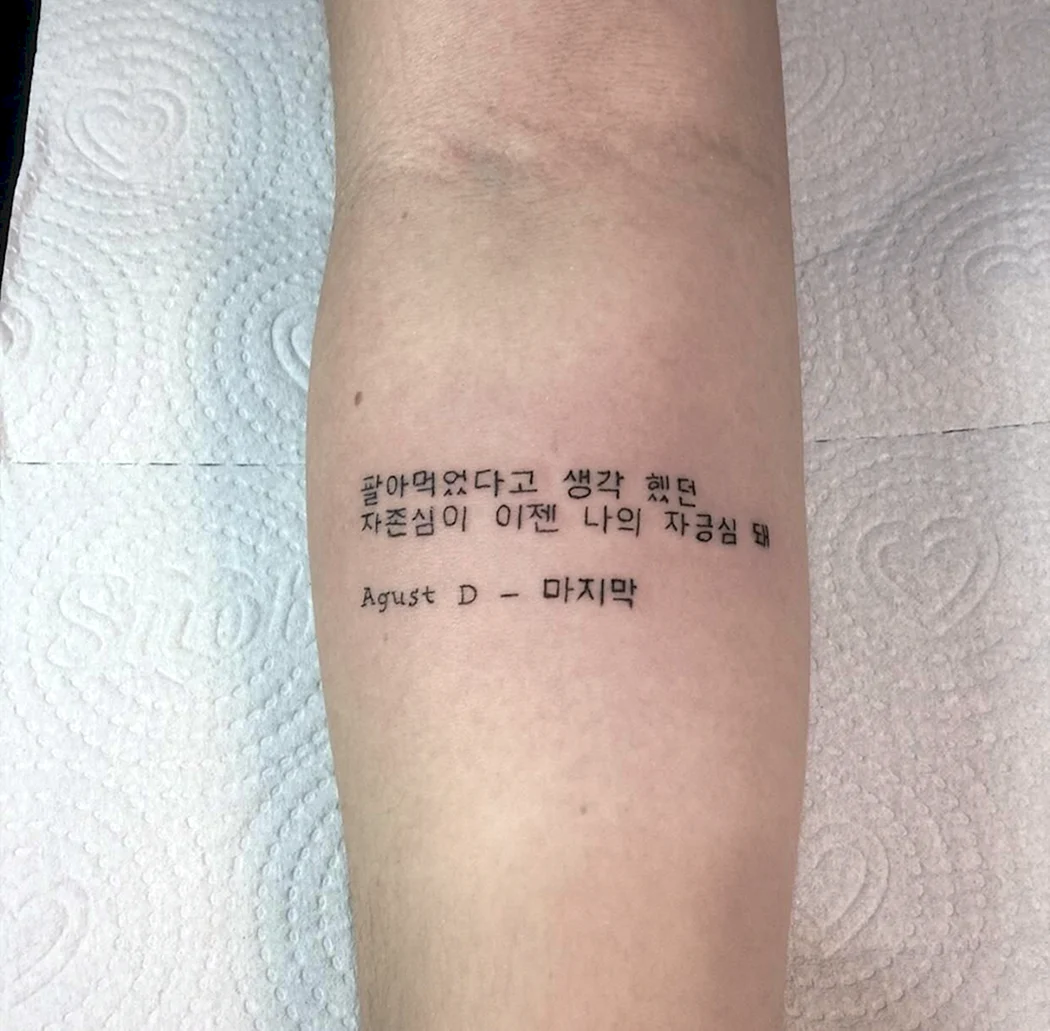 팔아먹었다고 생각 헸던
자존심이 이젠 나의 자긍심 돼
Agust D - 마지막